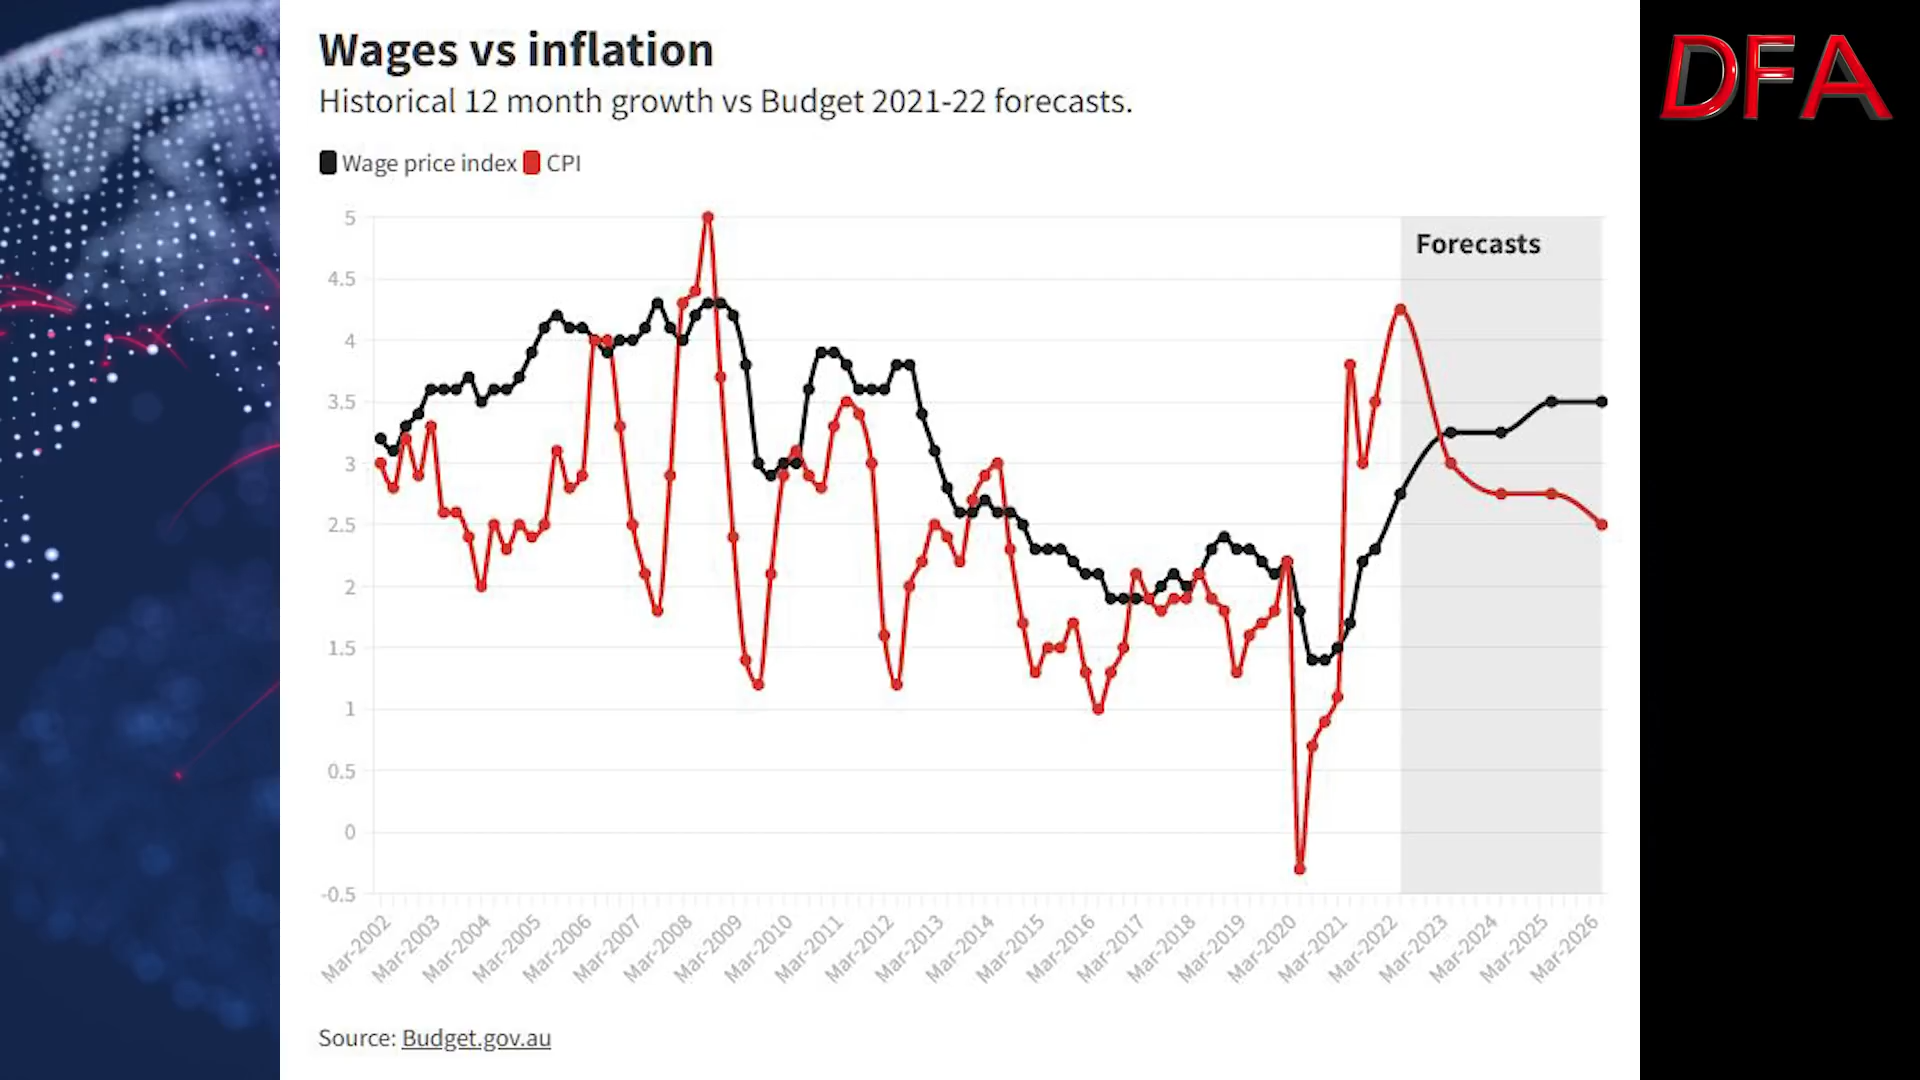 Wages vs inflation
DFA
Historical 12 month growth vs Budget 2021-22 forecasts.
Wage price index CPI
5
Forecasts
4.5
4
3.5
3
2.5
2
1.5
1
0.5
0
-0.5
Mar-2002 Mar-2003 Mar-2004 Mar-2005 Mar-2006 Mar-2007 Mar-2008 Mar-2009 Mar-2010 Mar-2011 Mar-2012 Mar-2013 Mar-2014 Mar-2015 Mar-2016 Mar-2017 Mar-2018 Mar-2019 Mar-2020 Mar-2021 Mar-2022 Mar-2023 Mar-2024 Mar-2025 Mar-2026
Source: Budget.gov.au